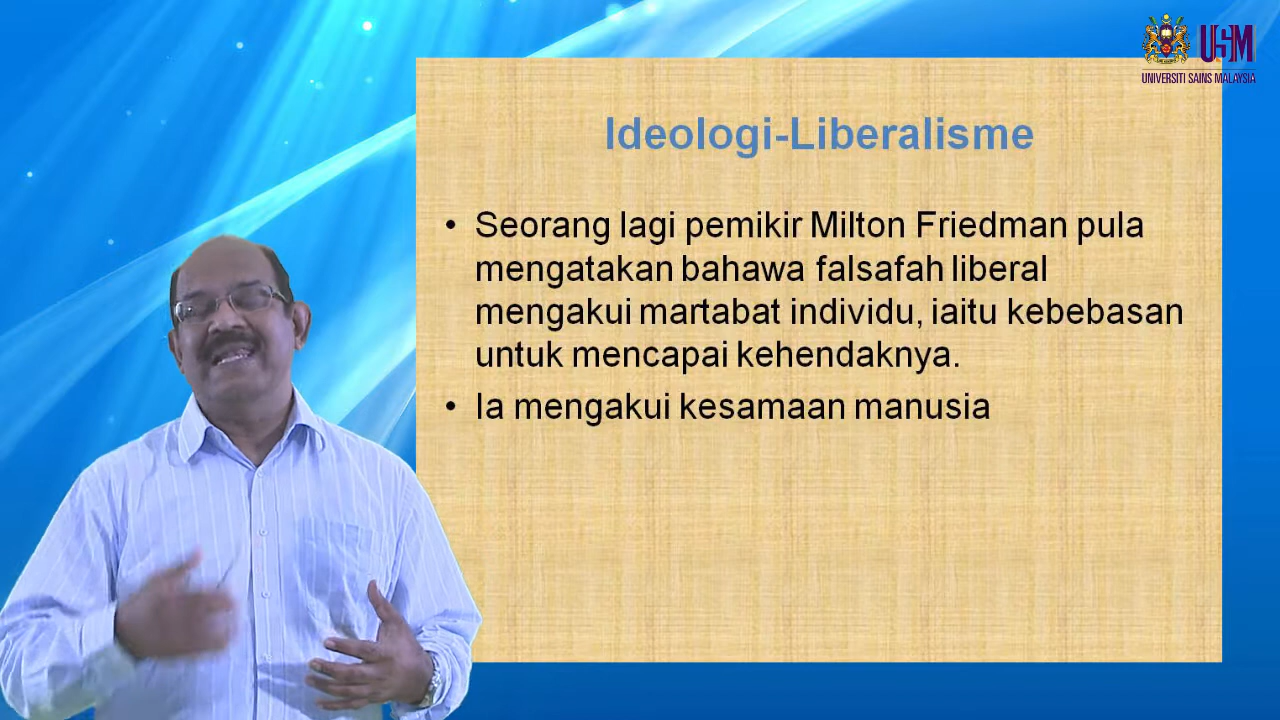 USM
UNIVERSITI SAINS MALAYSIA
Ideologi-Liberalisme
• Seorang lagi pemikir Milton Friedman pula
mengatakan bahawa falsafah liberal
mengakui martabat individu, iaitu kebebasan
untuk mencapai kehendaknya.
• Ia mengakui kesamaan manusia